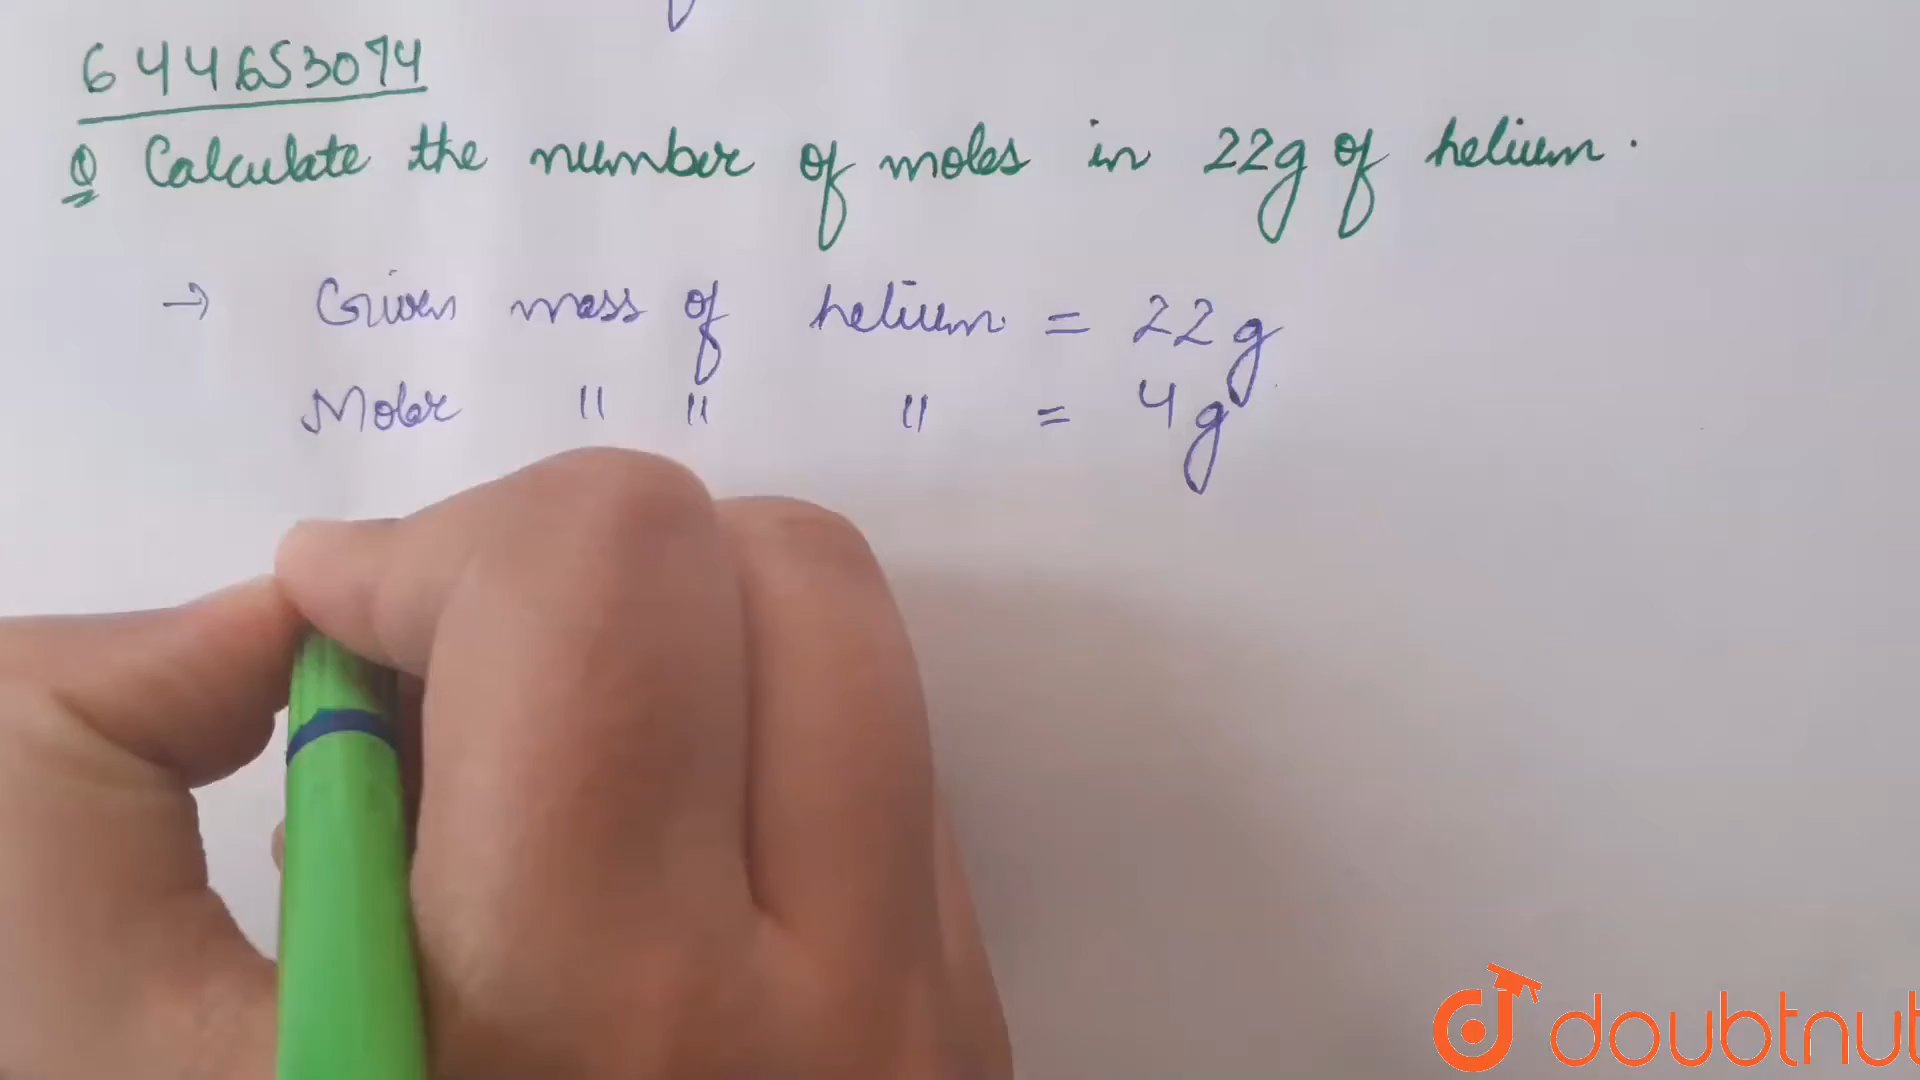 644653074
Q Calculate the number of moles in 22g of helium.
→ Given mass of helium = 22g
Molar " " " = 4g
doubtnut